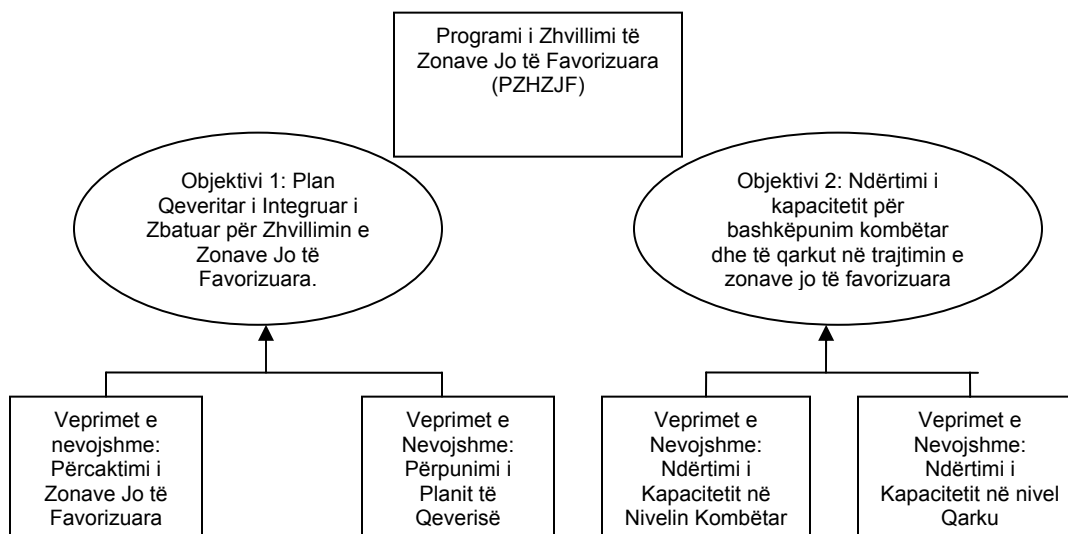 Programi i Zhvillimi të
Zonave Jo të Favorizuara
(PZHZJF)
Objektivi 1: Plan
Qeveritar i Integruar i
Zbatuar për Zhvillimin e
Zonave Jo të
Favorizuara.
Objektivi 2: Ndërtimi i
kapacitetit për
bashkëpunim kombëtar
dhe të qarkut në trajtimin e
zonave jo të favorizuara
Veprimet e
nevojshme:
Përcaktimi i
Zonave Jo të
Favorizuara
Veprimet e
Nevojshme:
Përpunimi i
Planit të
Qeverisë
Veprimet e
Nevojshme:
Ndërtimi i
Kapacitetit në
Nivelin Kombëtar
Veprimet e
Nevojshme:
Ndërtimi i
Kapacitetit në nivel
Qarku